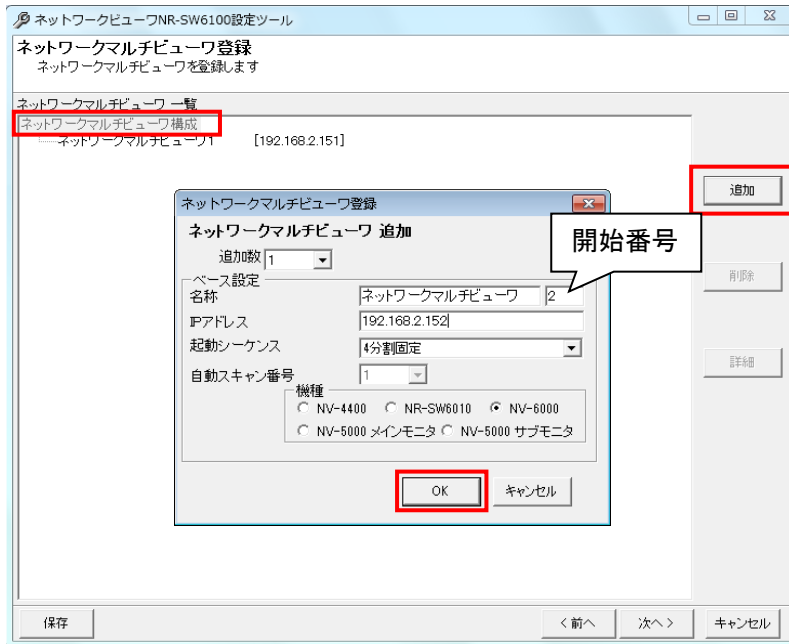 ネットワークビューワNR-SW6100設定ツール
ネットワークマルチビューワ登録
ネットワークマルチビューワを登録します
ネットワークマルチビューワ 一覧
ネットワークマルチビューワ構成
ネットワークマルチビューワ1 [192.168.2.151]
追加
削除
詳細
ネットワークマルチビューワ登録
ネットワークマルチビューワ 追加
開始番号
追加数 1
ベース設定
名称 ネットワークマルチビューワ 2
IPアドレス 192.168.2.152
起動シーケンス 4分割固定
自動スキャン番号 1
機種
NV-4400 NR-SW6010 NV-6000
NV-5000 メインモニタ NV-5000 サブモニタ
OK キャンセル
保存 <前へ 次へ> キャンセル